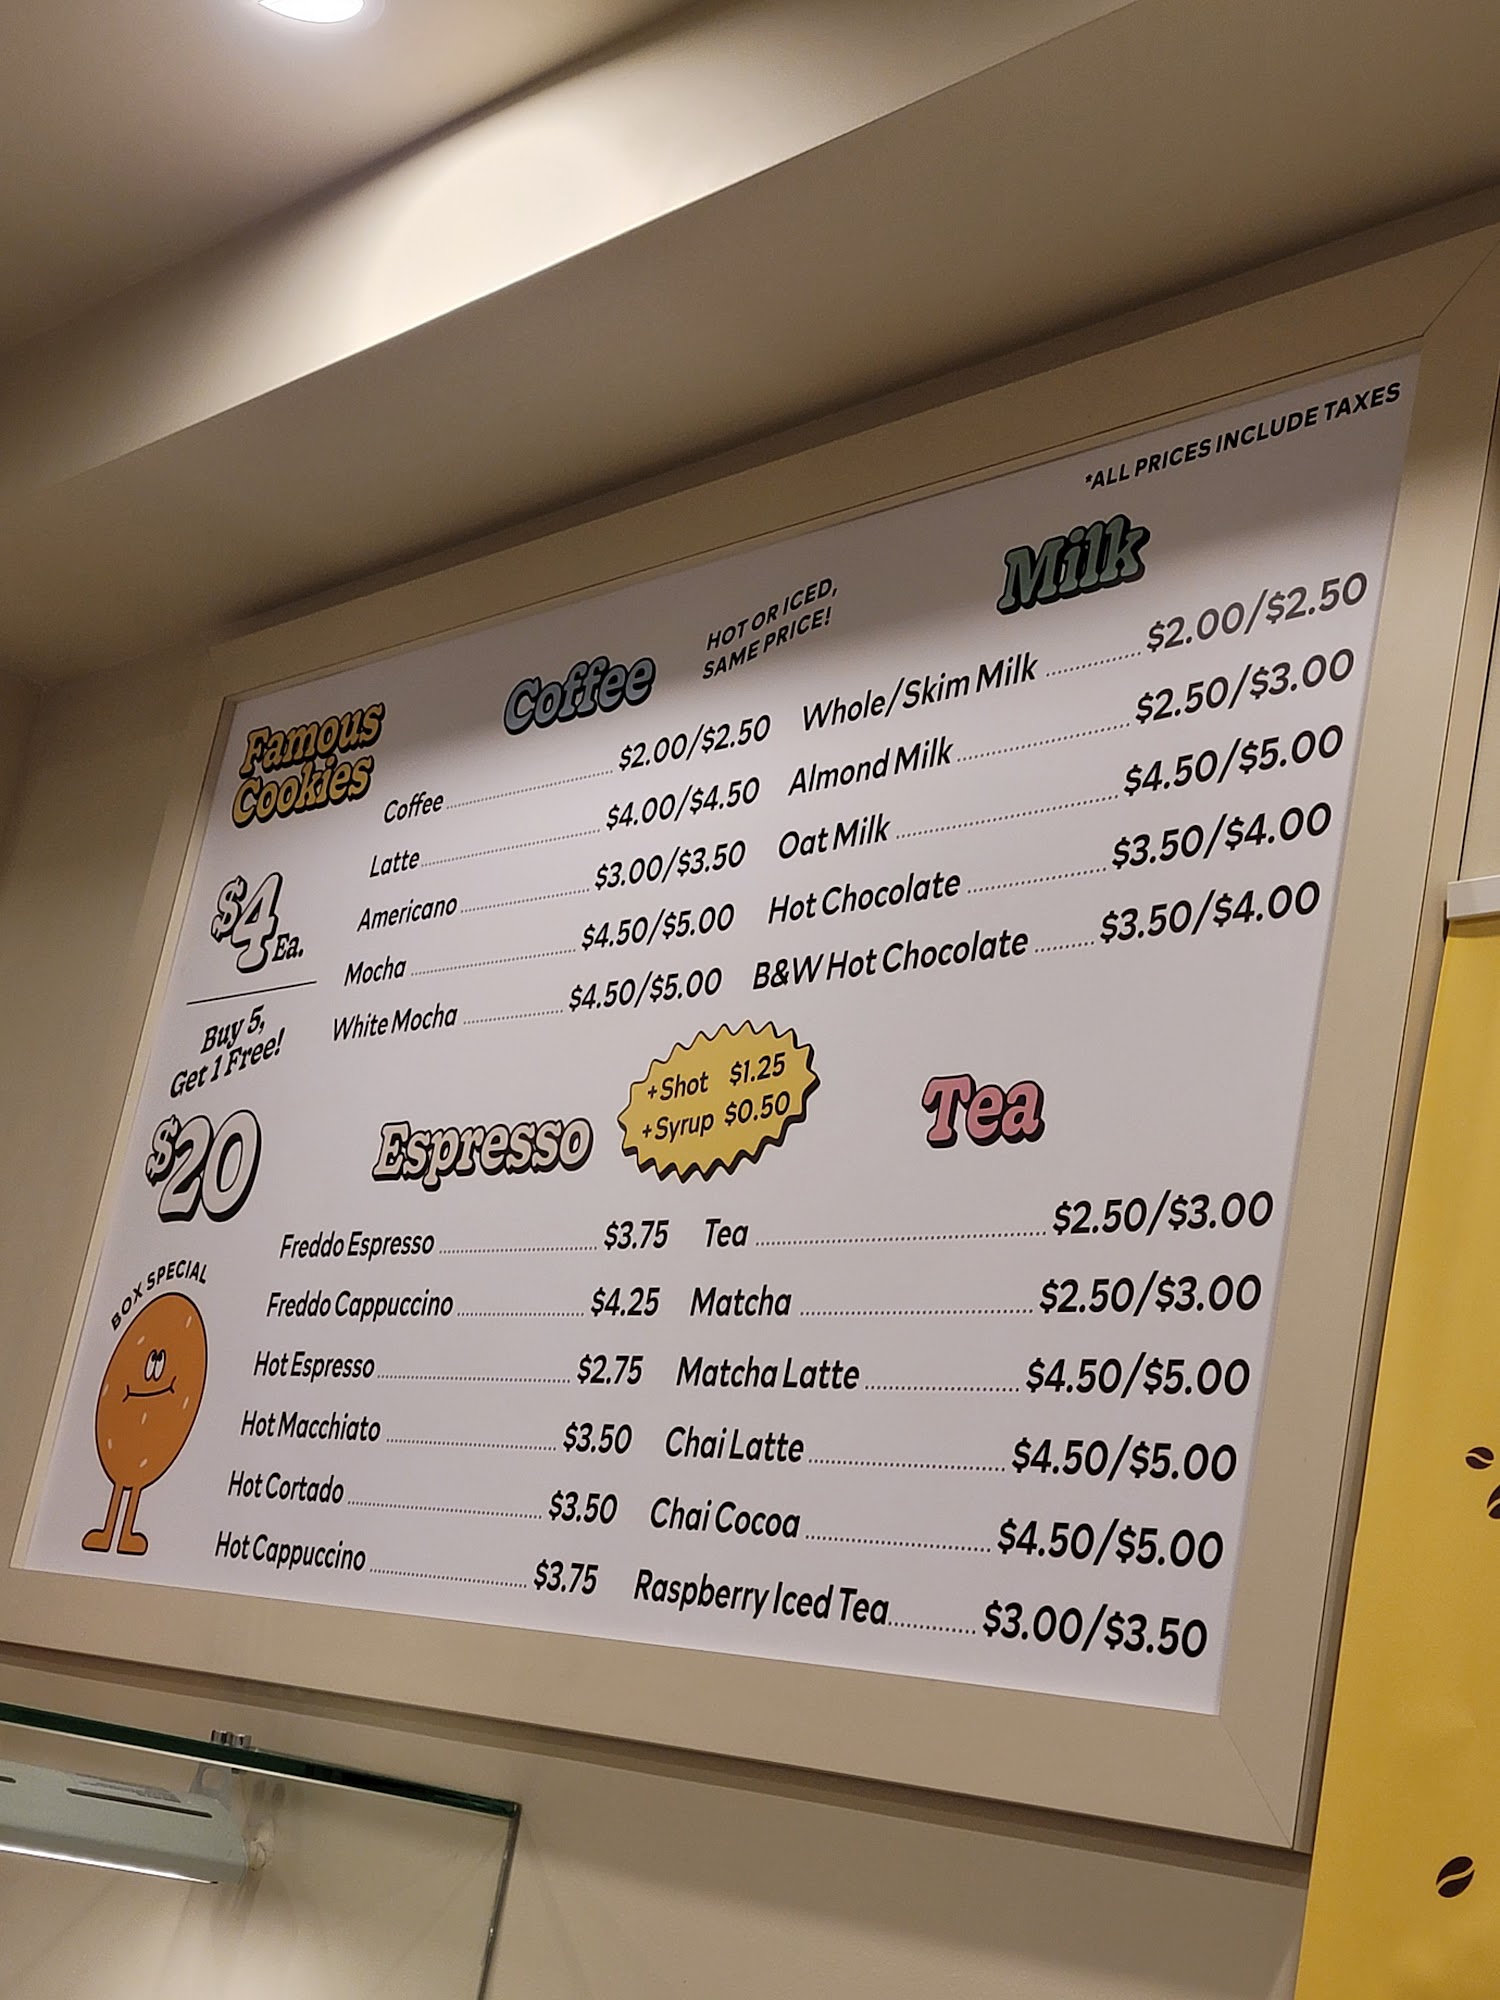 *ALL PRICES INCLUDE TAXES
Famous
Cookies
$4 Ea.
Buy 5,
Get 1 Free!
$20
BOX SPECIAL
Coffee
HOT OR ICED,
SAME PRICE!
Coffee $2.00/$2.50
Latte $4.00/$4.50
Americano $3.00/$3.50
Mocha $4.50/$5.00
White Mocha $4.50/$5.00
Milk
Whole/Skim Milk $2.00/$2.50
Almond Milk $2.50/$3.00
Oat Milk $4.50/$5.00
Hot Chocolate $3.50/$4.00
B&W Hot Chocolate $3.50/$4.00
Espresso
+Shot $1.25
+Syrup $0.50
Freddo Espresso $3.75
Freddo Cappuccino $4.25
Hot Espresso $2.75
Hot Macchiato $3.50
Hot Cortado $3.50
Hot Cappuccino $3.75
Tea
Tea $2.50/$3.00
Matcha $2.50/$3.00
Matcha Latte $4.50/$5.00
Chai Latte $4.50/$5.00
Chai Cocoa $4.50/$5.00
Raspberry Iced Tea $3.00/$3.50